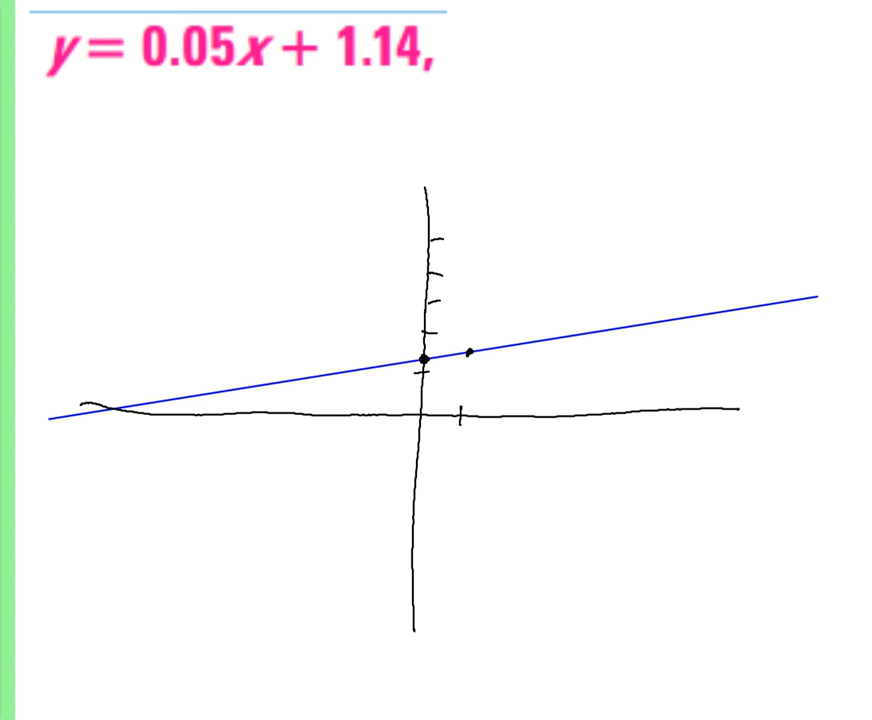 y = 0.05x + 1.14,